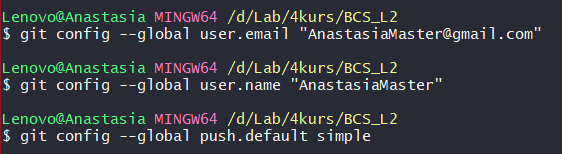 Lenovo@Anastasia MINGW64 /d/Lab/4kurs/BCS_L2
$ git config --global user.email "AnastasiaMaster@gmail.com"
Lenovo@Anastasia MINGW64 /d/Lab/4kurs/BCS_L2
$ git config --global user.name "AnastasiaMaster"
Lenovo@Anastasia MINGW64 /d/Lab/4kurs/BCS_L2
$ git config --global push.default simple